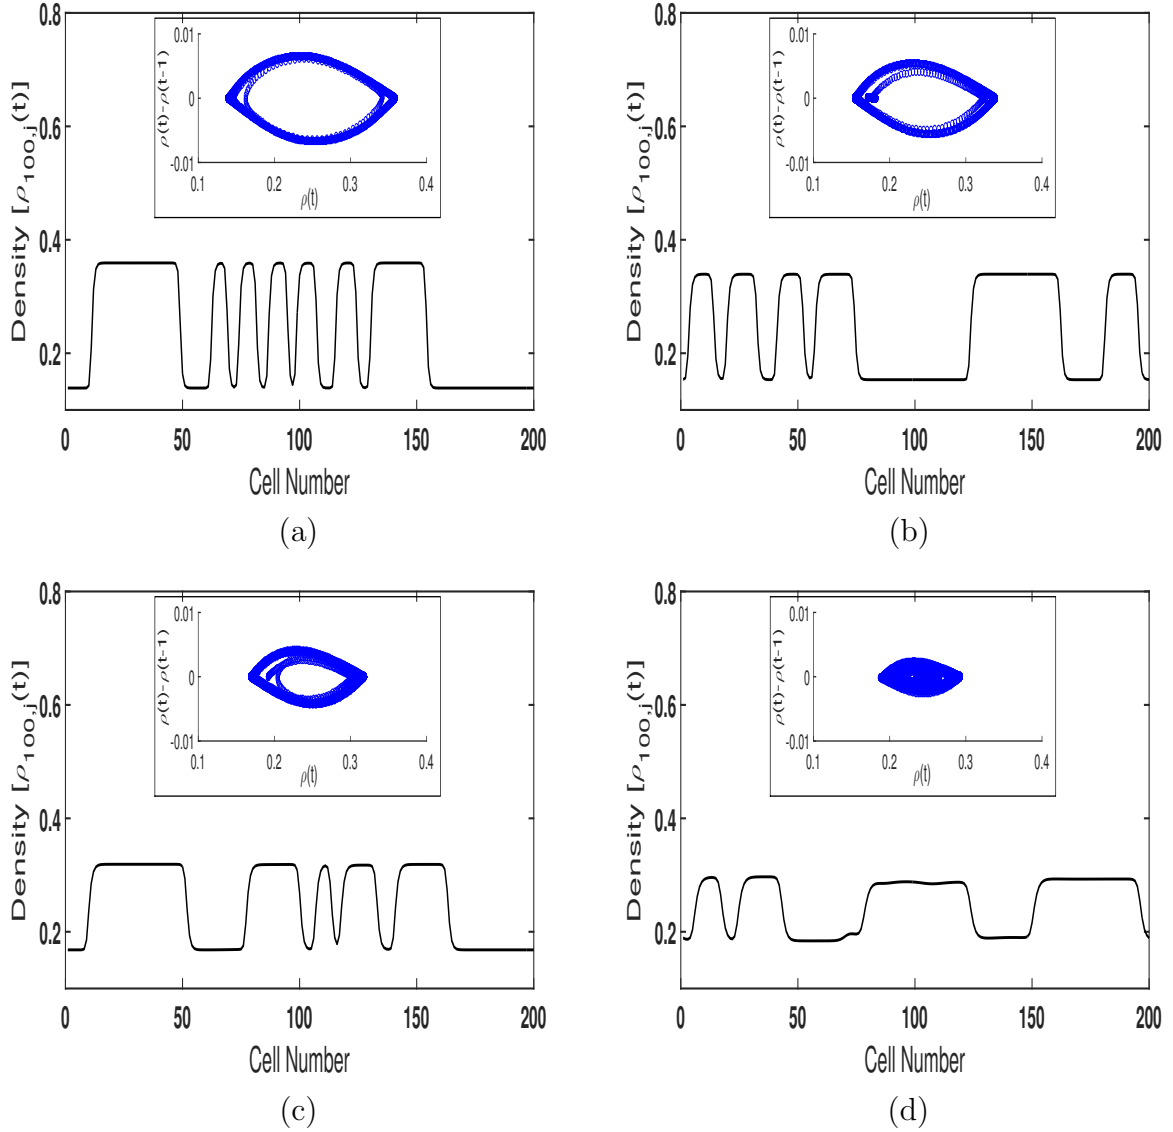 0.8
0.6
0.4
0.2
Density [ρ100,j(t)]
0 50 100 150 200
Cell Number
0.01
0
-0.01
ρ(t)-ρ(t-1)
0.1 0.2 0.3 0.4
ρ(t)
(a)
0.8
0.6
0.4
0.2
Density [ρ100,j(t)]
0 50 100 150 200
Cell Number
0.01
0
-0.01
ρ(t)-ρ(t-1)
0.1 0.2 0.3 0.4
ρ(t)
(b)
0.8
0.6
0.4
0.2
Density [ρ100,j(t)]
0 50 100 150 200
Cell Number
0.01
0
-0.01
ρ(t)-ρ(t-1)
0.1 0.2 0.3 0.4
ρ(t)
(c)
0.8
0.6
0.4
0.2
Density [ρ100,j(t)]
0 50 100 150 200
Cell Number
0.01
0
-0.01
ρ(t)-ρ(t-1)
0.1 0.2 0.3 0.4
ρ(t)
(d)